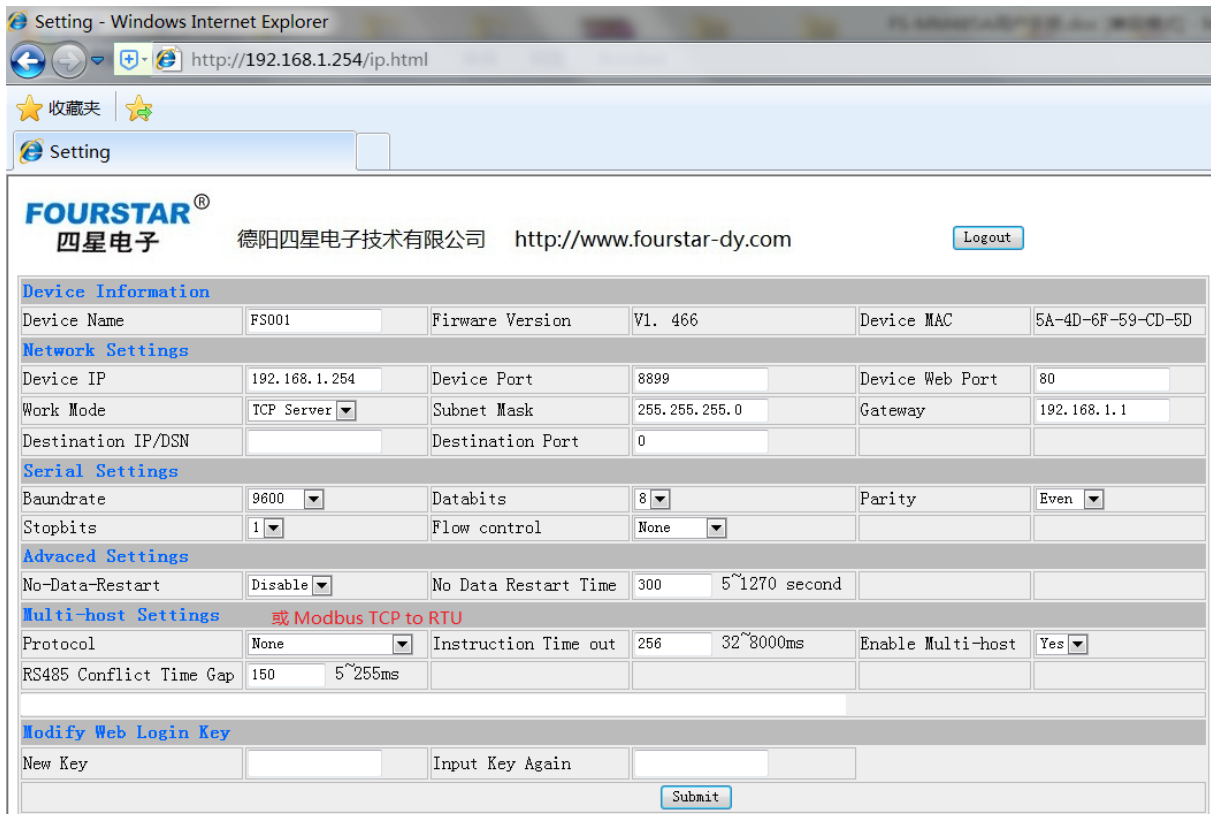 Setting - Windows Internet Explorer
http://192.168.1.254/ip.html
收藏夹
Setting
FOURSTAR®
四星电子 德阳四星电子技术有限公司 http://www.fourstar-dy.com Logout
Device Information
Device Name FS001 Firware Version V1. 466 Device MAC 5A-4D-6F-59-CD-5D
Network Settings
Device IP 192.168.1.254 Device Port 8899 Device Web Port 80
Work Mode TCP Server Subnet Mask 255.255.255.0 Gateway 192.168.1.1
Destination IP/DSN Destination Port 0
Serial Settings
Baundrate 9600 Databits 8 Parity Even
Stopbits 1 Flow control None
Advaced Settings
No-Data-Restart Disable No Data Restart Time 300 5~1270 second
Multi-host Settings 或 Modbus TCP to RTU
Protocol None Instruction Time out 256 32~8000ms Enable Multi-host Yes
RS485 Conflict Time Gap 150 5~255ms
Modify Web Login Key
New Key Input Key Again
Submit